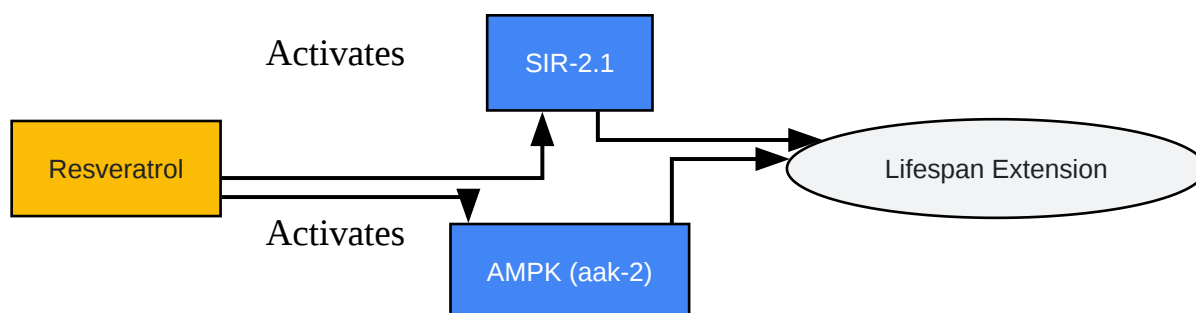 Activates
SIR-2.1
Resveratrol
Lifespan Extension
Activates
AMPK (aak-2)